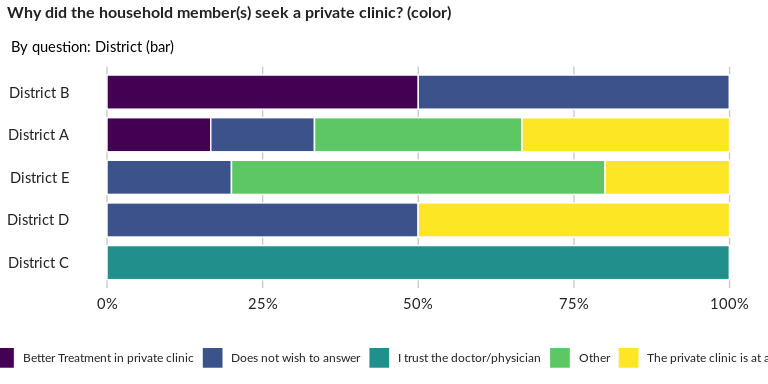 Why did the household member(s) seek a private clinic? (color)
By question: District (bar)
District B
District A
District E
District D
District C
0% 25% 50% 75% 100%
Better Treatment in private clinic Does not wish to answer I trust the doctor/physician Other The private clinic is at a